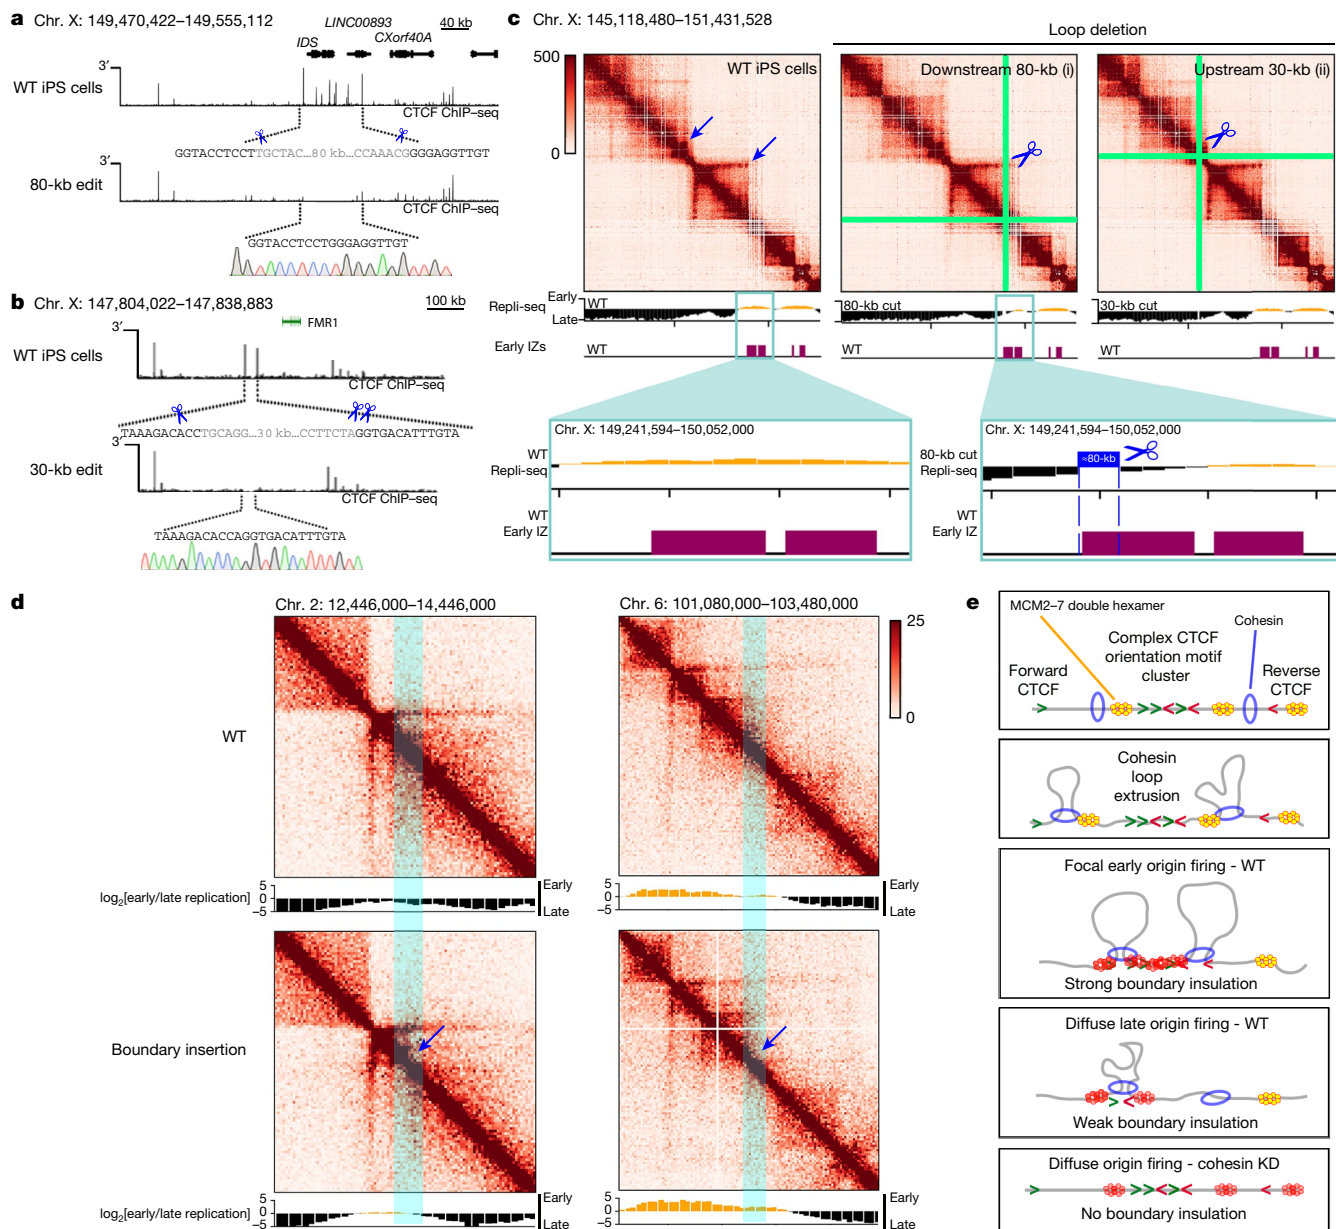 a
Chr. X: 149,470,422–149,555,112
LINC00893
40 kb
IDS
CXorf40A
3′
WT iPS cells
CTCF ChIP–seq
GGTACCTCCTTGCTAC...80 kb...CCAAACGGGGAGGTTGT
3′
80-kb edit
CTCF ChIP–seq
GGTACCTCCTGGGAGGTTGT
b
Chr. X: 147,804,022–147,838,883
100 kb
FMR1
3′
WT iPS cells
CTCF ChIP–seq
TAAAGACACCTGCAGG...30 kb...CCTTCTAGGTGACATTTGTA
3′
30-kb edit
CTCF ChIP–seq
TAAAGACACCAGGTGACATTTGTA
c
Chr. X: 145,118,480–151,431,528
Loop deletion
500
0
WT iPS cells
Downstream 80-kb (i)
Upstream 30-kb (ii)
Repli-seq
Early
Late
WT
80-kb cut
30-kb cut
Early IZs
WT
WT
WT
Chr. X: 149,241,594–150,052,000
WT
Repli-seq
WT
Early IZ
Chr. X: 149,241,594–150,052,000
80-kb cut
Repli-seq
≈80-kb
WT
Early IZ
d
Chr. 2: 12,446,000–14,446,000
Chr. 6: 101,080,000–103,480,000
25
0
WT
log₂[early/late replication]
5
0
−5
Early
Late
5
0
−5
Early
Late
Boundary insertion
log₂[early/late replication]
5
0
−5
Early
Late
5
0
−5
Early
Late
e
MCM2–7 double hexamer
Complex CTCF
orientation motif
cluster
Cohesin
Forward
CTCF
Reverse
CTCF
Cohesin
loop
extrusion
Focal early origin firing - WT
Strong boundary insulation
Diffuse late origin firing - WT
Weak boundary insulation
Diffuse origin firing - cohesin KD
No boundary insulation